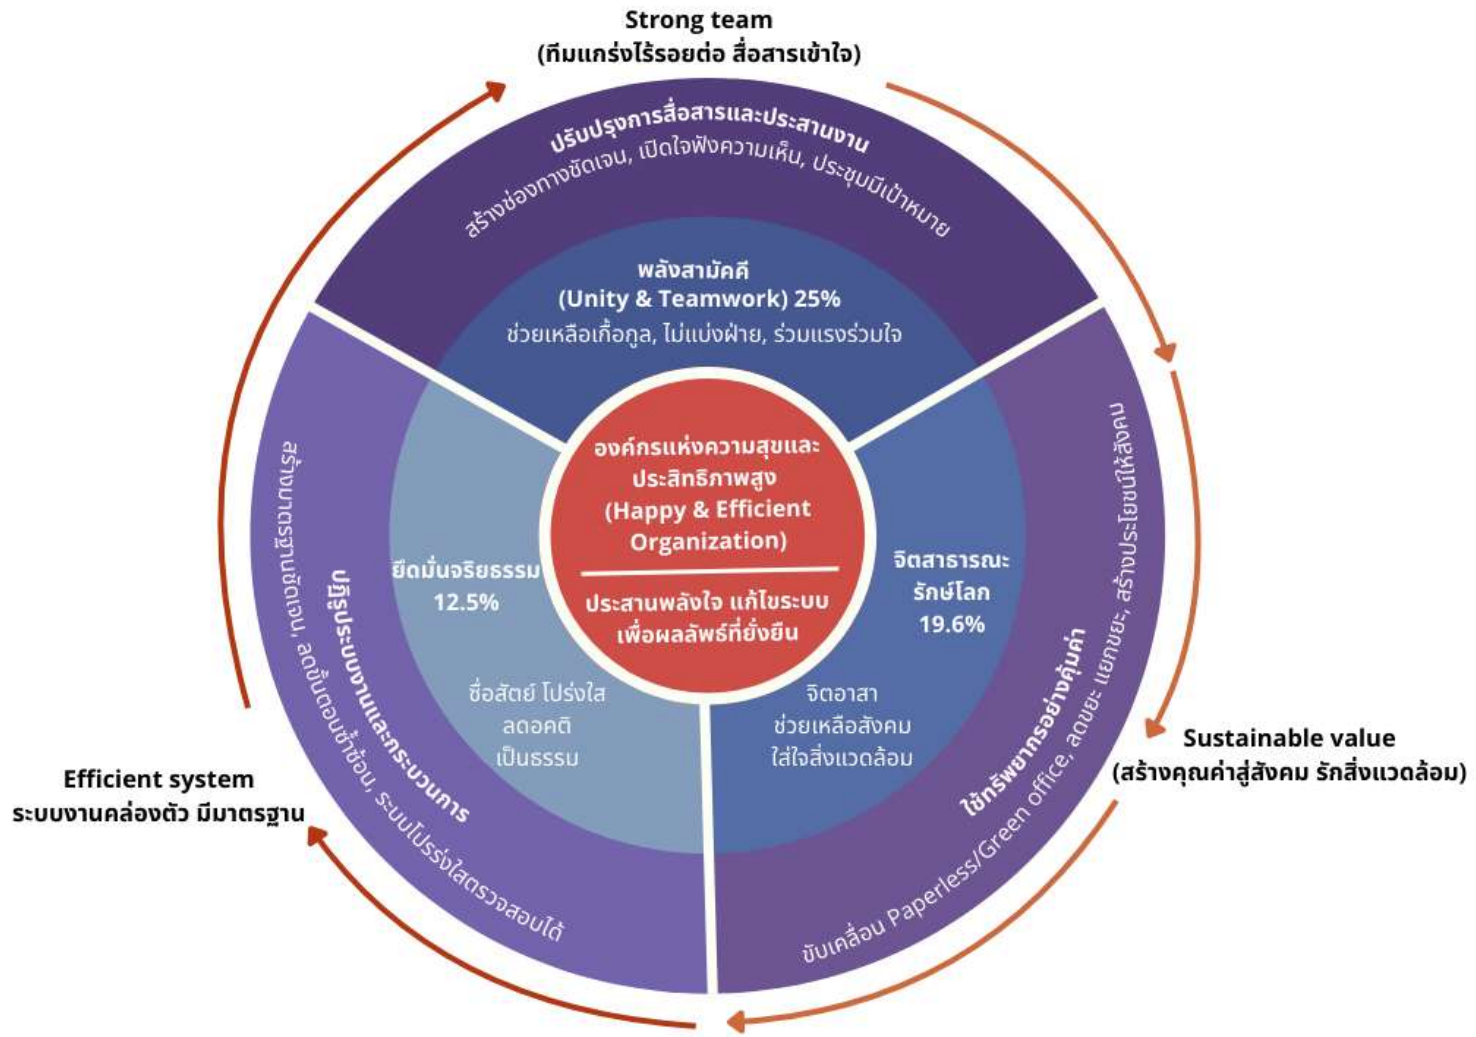 Strong team
(ทีมแกร่งไร้รอยต่อ สื่อสารเข้าใจ)
ปรับปรุงการสื่อสารและประสานงาน
สร้างช่องทางชัดเจน, เปิดใจฟังความเห็น, ประชุมมีเป้าหมาย
พลังสามัคคี
(Unity & Teamwork) 25%
ช่วยเหลือเกื้อกูล, ไม่แบ่งฝ่าย, ร่วมแรงร่วมใจ
องค์กรแห่งความสุขและ
ประสิทธิภาพสูง
(Happy & Efficient
Organization)
ประสานพลังใจ แก้ไขระบบ
เพื่อผลลัพธ์ที่ยั่งยืน
จิตสาธารณะ
รักษ์โลก
19.6%
จิตอาสา
ช่วยเหลือสังคม
ใส่ใจสิ่งแวดล้อม
ใช้ทรัพยากรอย่างคุ้มค่า
ขับเคลื่อน Paperless/Green office, ลดขยะ แยกขยะ, สร้างประโยชน์ให้สังคม
Sustainable value
(สร้างคุณค่าสู่สังคม รักสิ่งแวดล้อม)
ยึดมั่นจริยธรรม
12.5%
ซื่อสัตย์ โปร่งใส
ลดอคติ
เป็นธรรม
ปฏิรูประบบงานและกระบวนการ
สร้างมาตรฐานชัดเจน, ลดขั้นตอนซ้ำซ้อน, ระบบโปรร่งใสตรวจสอบได้
Efficient system
ระบบงานคล่องตัว มีมาตรฐาน